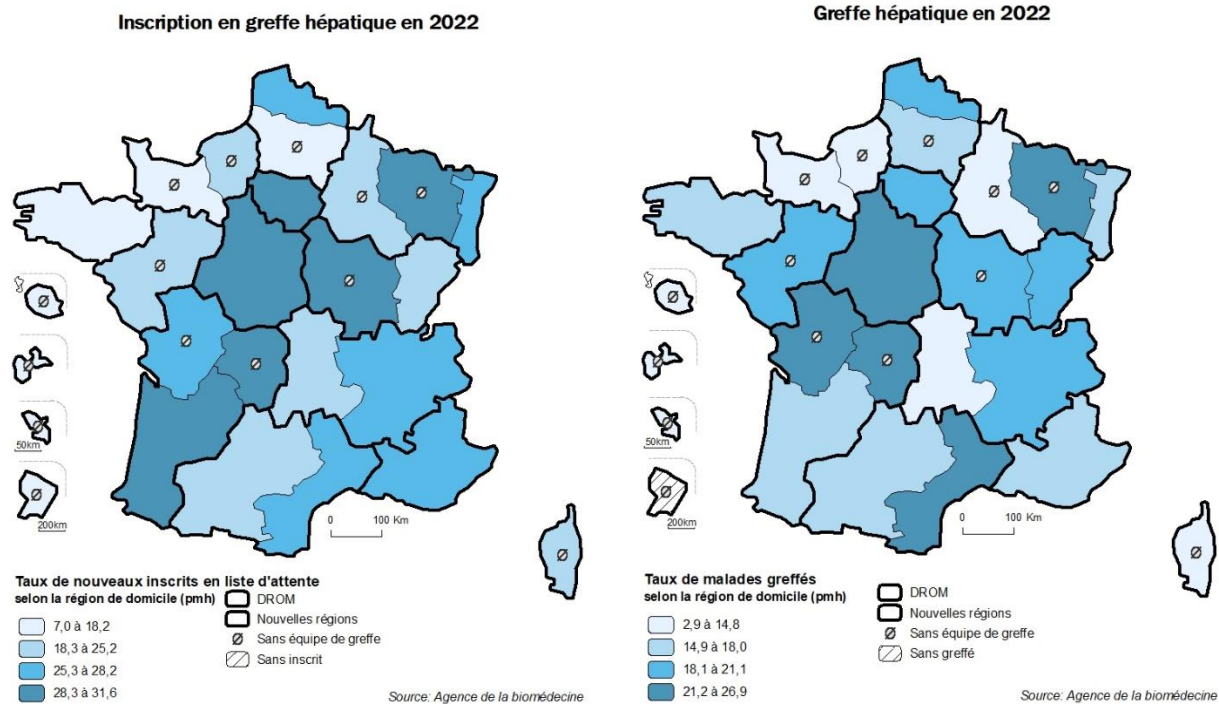 Inscription en greffe hépatique en 2022
50km
200km
0 100 Km
Taux de nouveaux inscrits en liste d'attente
selon la région de domicile (pmh)
7,0 à 18,2
18,3 à 25,2
25,3 à 28,2
28,3 à 31,6
DROM
Nouvelles régions
Sans équipe de greffe
Sans inscrit
Source: Agence de la biomédecine
Greffe hépatique en 2022
50km
200km
0 100 Km
Taux de malades greffés
selon la région de domicile (pmh)
2,9 à 14,8
14,9 à 18,0
18,1 à 21,1
21,2 à 26,9
DROM
Nouvelles régions
Sans équipe de greffe
Sans greffé
Source: Agence de la biomédecine